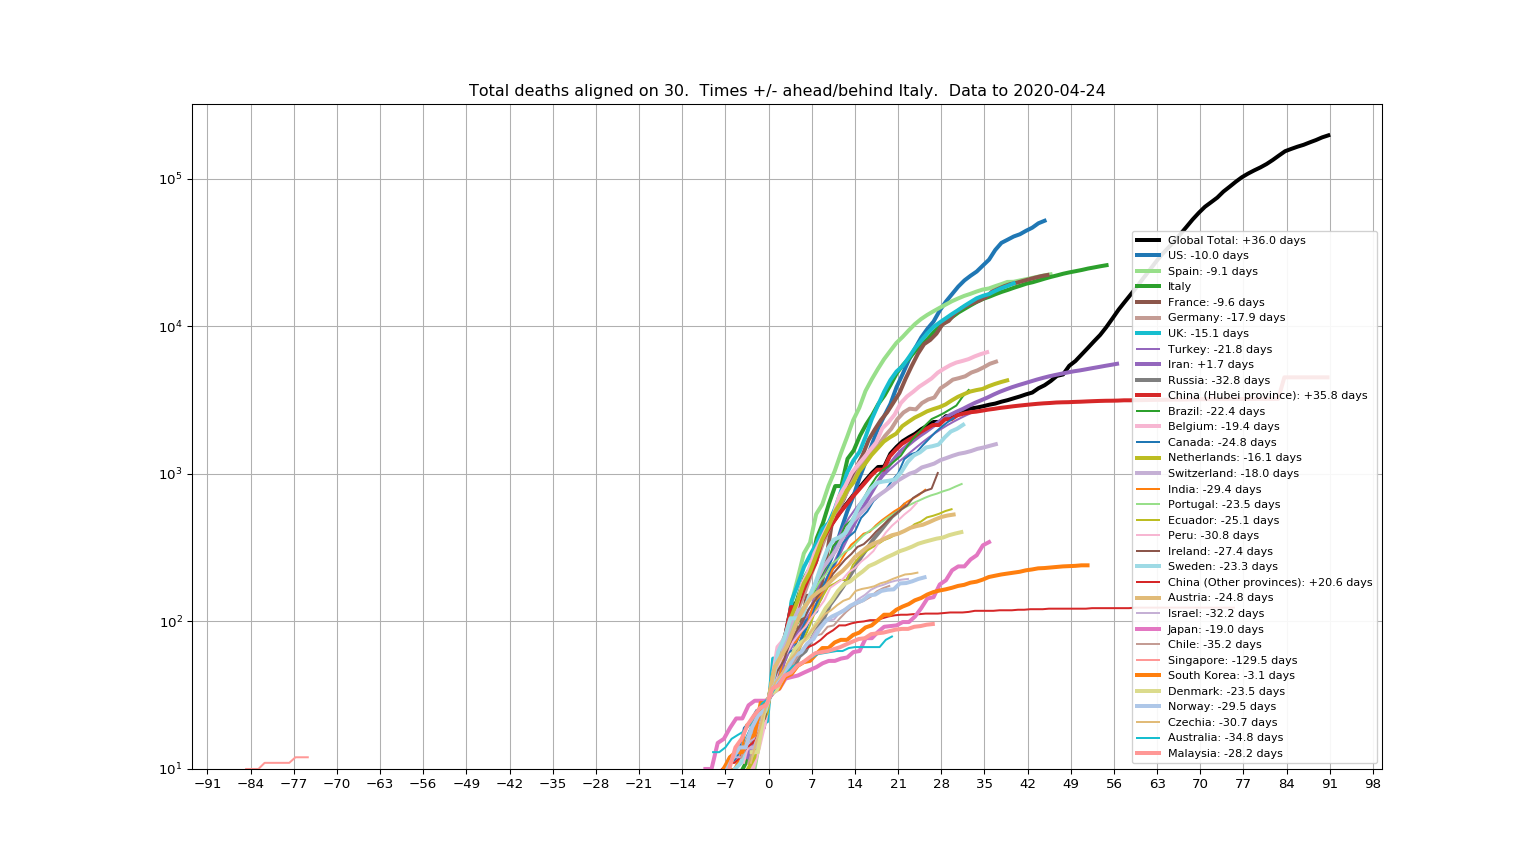 Total deaths aligned on 30.  Times +/- ahead/behind Italy.  Data to 2020-04-24
10^5
10^4
10^3
10^2
10^1
Global Total: +36.0 days
US: -10.0 days
Spain: -9.1 days
Italy
France: -9.6 days
Germany: -17.9 days
UK: -15.1 days
Turkey: -21.8 days
Iran: +1.7 days
Russia: -32.8 days
China (Hubei province): +35.8 days
Brazil: -22.4 days
Belgium: -19.4 days
Canada: -24.8 days
Netherlands: -16.1 days
Switzerland: -18.0 days
India: -29.4 days
Portugal: -23.5 days
Ecuador: -25.1 days
Peru: -30.8 days
Ireland: -27.4 days
Sweden: -23.3 days
China (Other provinces): +20.6 days
Austria: -24.8 days
Israel: -32.2 days
Japan: -19.0 days
Chile: -35.2 days
Singapore: -129.5 days
South Korea: -3.1 days
Denmark: -23.5 days
Norway: -29.5 days
Czechia: -30.7 days
Australia: -34.8 days
Malaysia: -28.2 days
−91 −84 −77 −70 −63 −56 −49 −42 −35 −28 −21 −14 −7 0 7 14 21 28 35 42 49 56 63 70 77 84 91 98